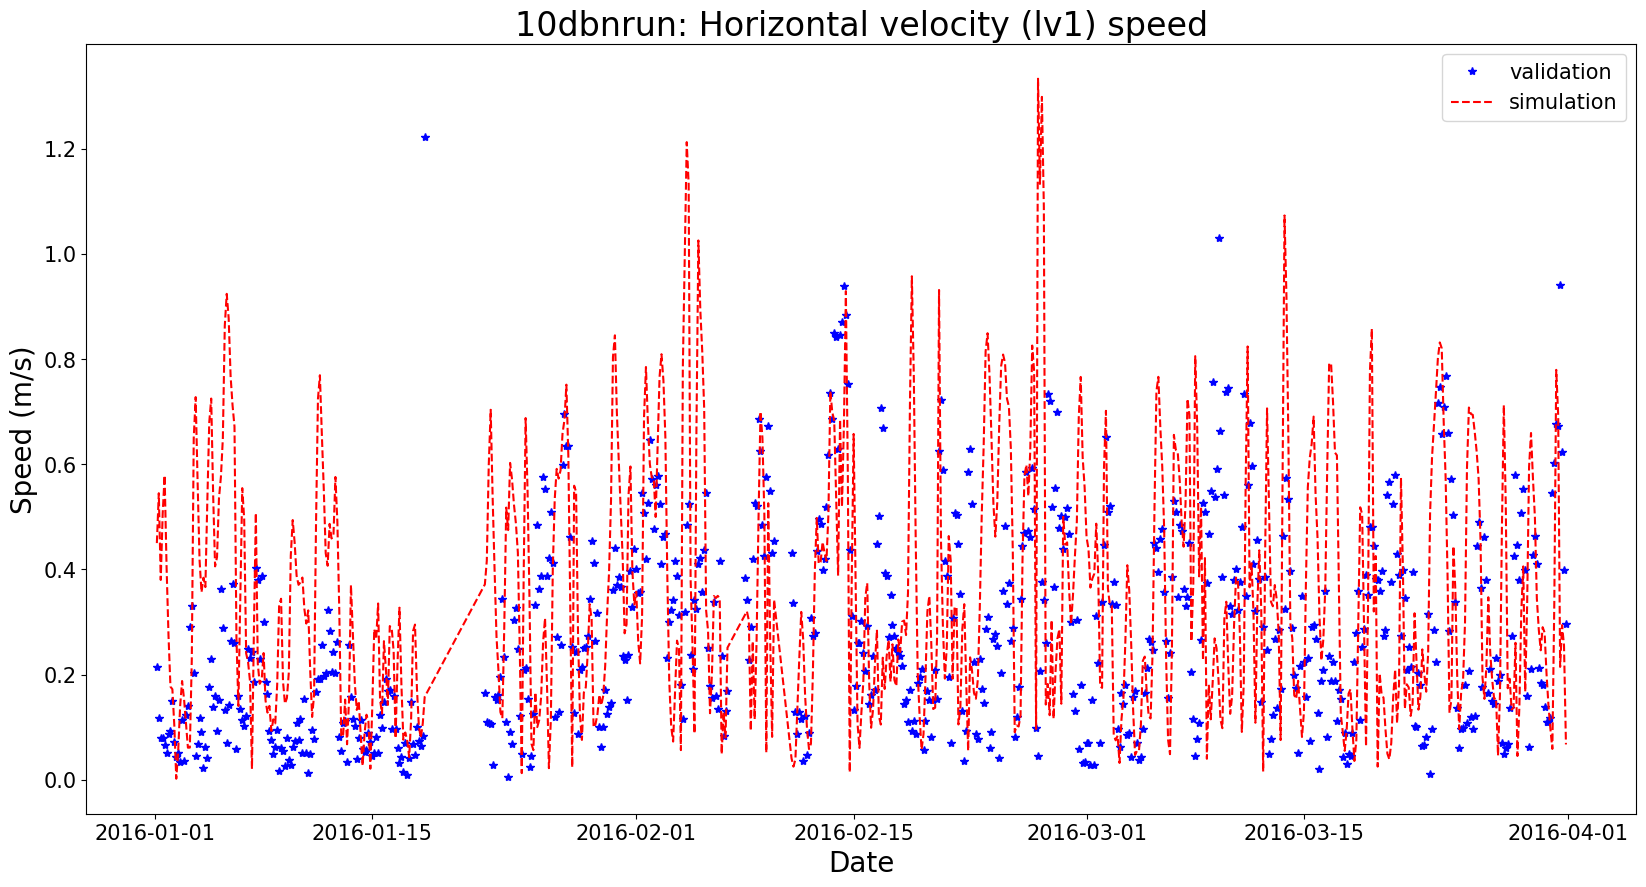 10dbnrun: Horizontal velocity (lv1) speed
validation
simulation
Speed (m/s)
1.2
1.0
0.8
0.6
0.4
0.2
0.0
2016-01-01
2016-01-15
2016-02-01
2016-02-15
2016-03-01
2016-03-15
2016-04-01
Date